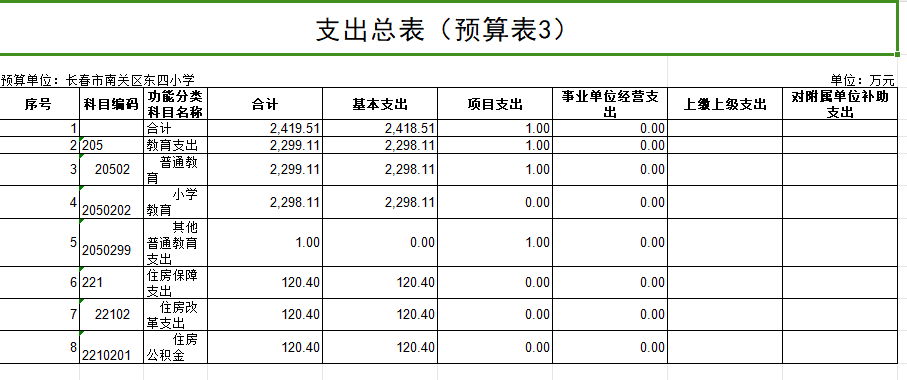 支出总表（预算表3）
预算单位：长春市南关区东四小学 单位：万元
序号 科目编码 功能分类科目名称 合计 基本支出 项目支出 事业单位经营支出 上缴上级支出 对附属单位补助支出
1 合计 2,419.51 2,418.51 1.00 0.00
2 205 教育支出 2,299.11 2,298.11 1.00 0.00
3 20502 普通教育 2,299.11 2,298.11 1.00 0.00
4 2050202 小学教育 2,298.11 2,298.11 0.00 0.00
5 2050299 其他普通教育支出 1.00 0.00 1.00 0.00
6 221 住房保障支出 120.40 120.40 0.00 0.00
7 22102 住房改革支出 120.40 120.40 0.00 0.00
8 2210201 住房公积金 120.40 120.40 0.00 0.00